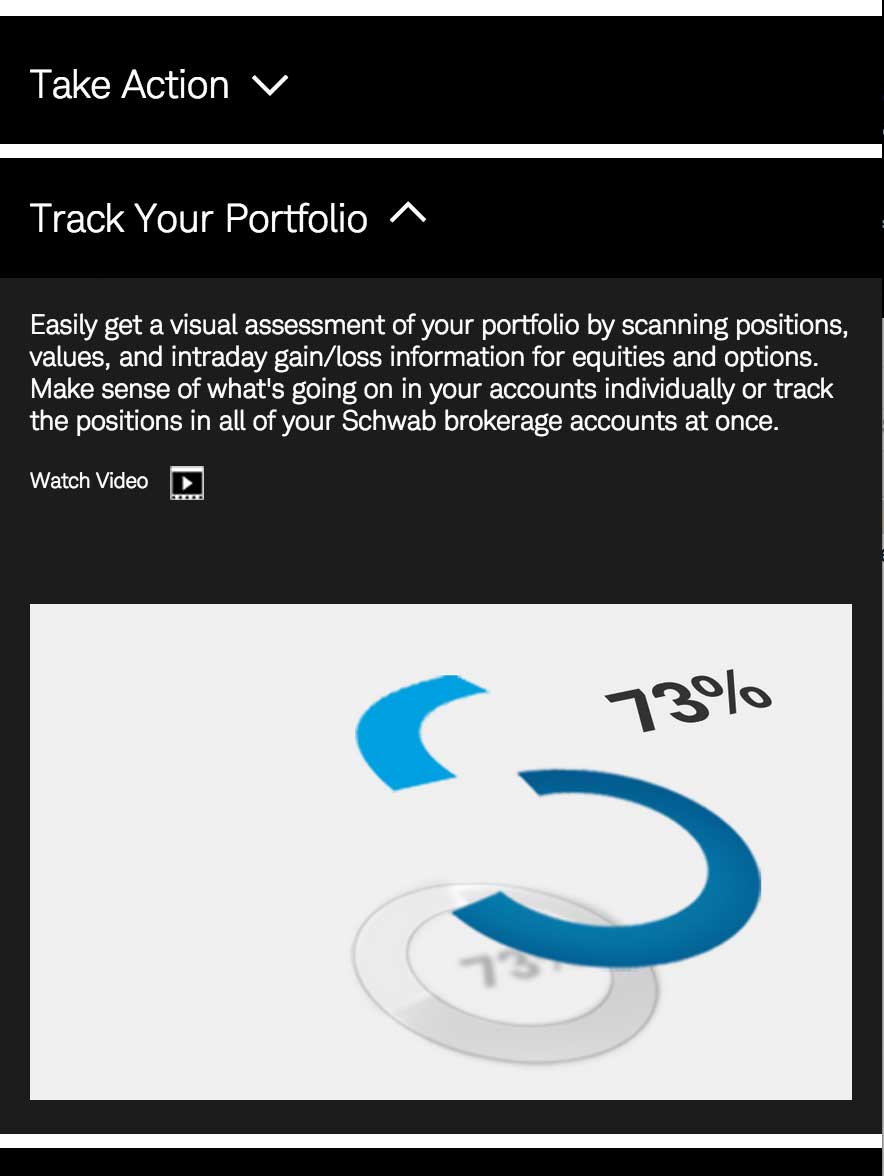 Take Action
Track Your Portfolio
Easily get a visual assessment of your portfolio by scanning positions,
values, and intraday gain/loss information for equities and options.
Make sense of what's going on in your accounts individually or track
the positions in all of your Schwab brokerage accounts at once.
Watch Video
73%
73%